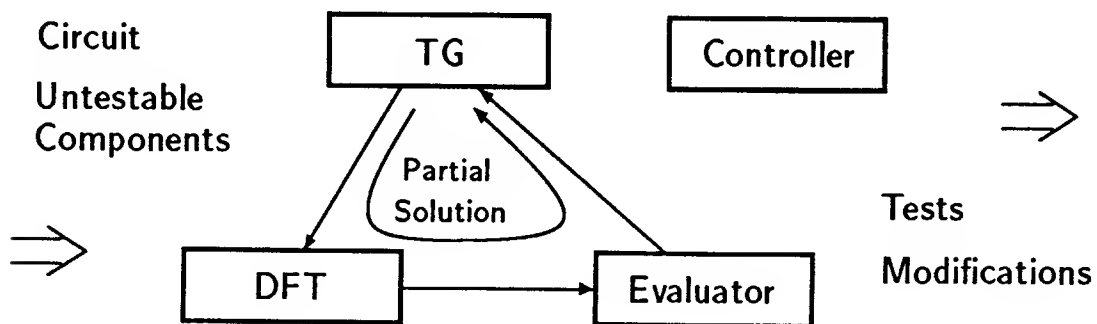 Circuit
Untestable
Components
TG
Controller
Partial
Solution
DFT
Evaluator
Tests
Modifications